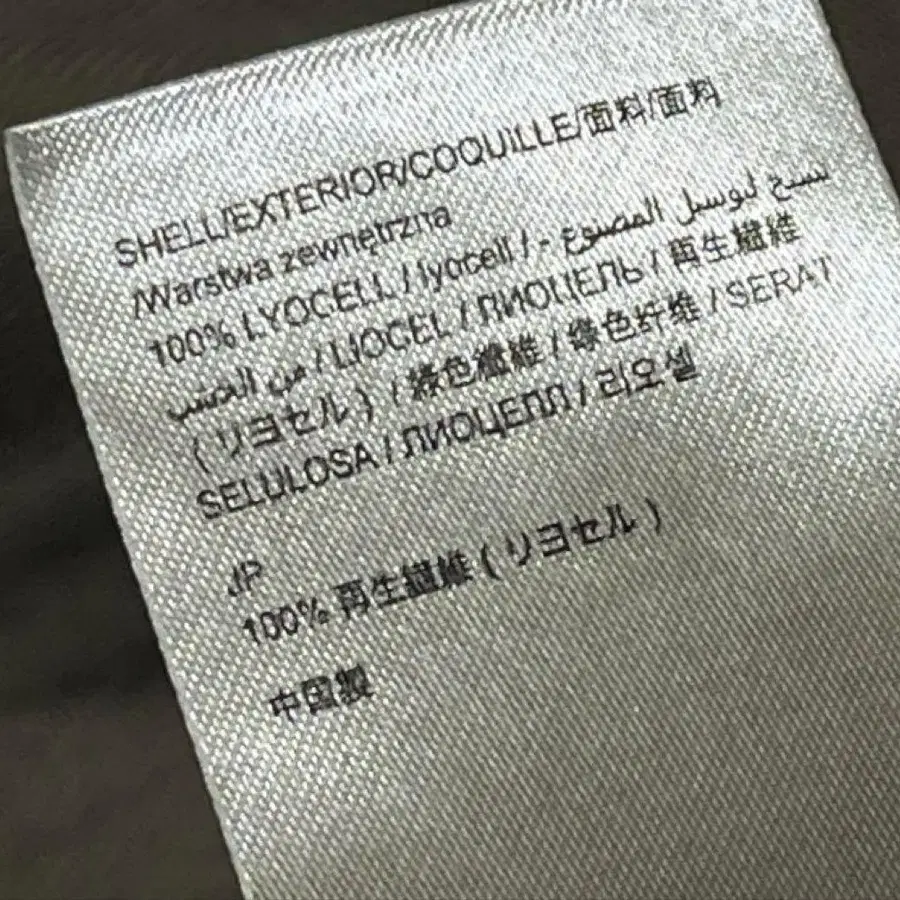 SHELL/EXTERIOR/COQUILLE/面料/面料
/Warstwa zewnętrzna
100% LYOCELL / lyocell / - نسيج ليوسيل المصنوع
من الخشب / LIOCEL / ЛИОЦЕЛЬ / 再生繊維
(リヨセル) / 綠色纖維 / 绿色纤维 / SERAT
SELULOSA / ЛИОЦЕЛЛ / 리오셀
JP
100% 再生繊維 (リヨセル)
中国製